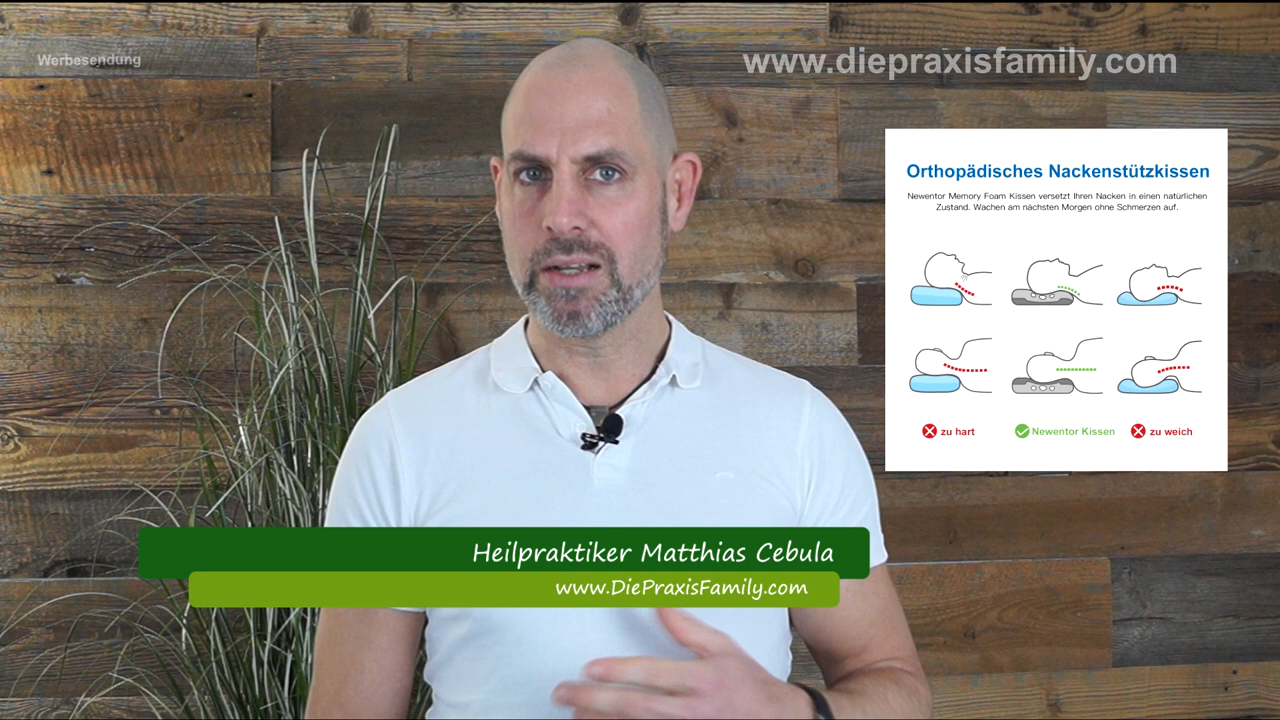 Werbesendung
www.diepraxisfamily.com
Orthopädisches Nackenstützkissen
Newentor Memory Foam Kissen versetzt Ihren Nacken in einen natürlichen
Zustand. Wachen am nächsten Morgen ohne Schmerzen auf.
zu hart
Newentor Kissen
zu weich
Heilpraktiker Matthias Cebula
www.DiePraxisFamily.com